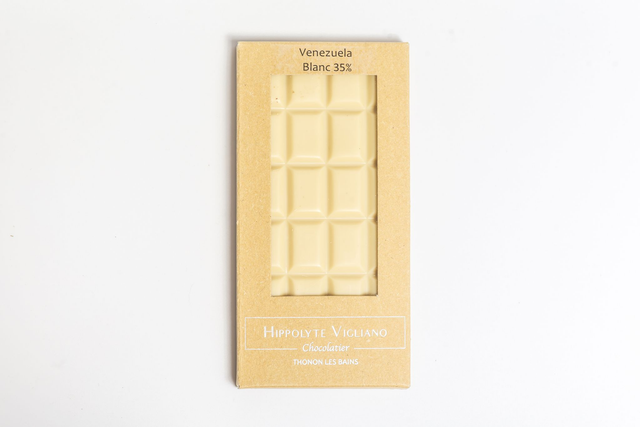 Venezuela
Blanc 35%
Hippolyte Vigliano
Chocolatier
THONON LES BAINS